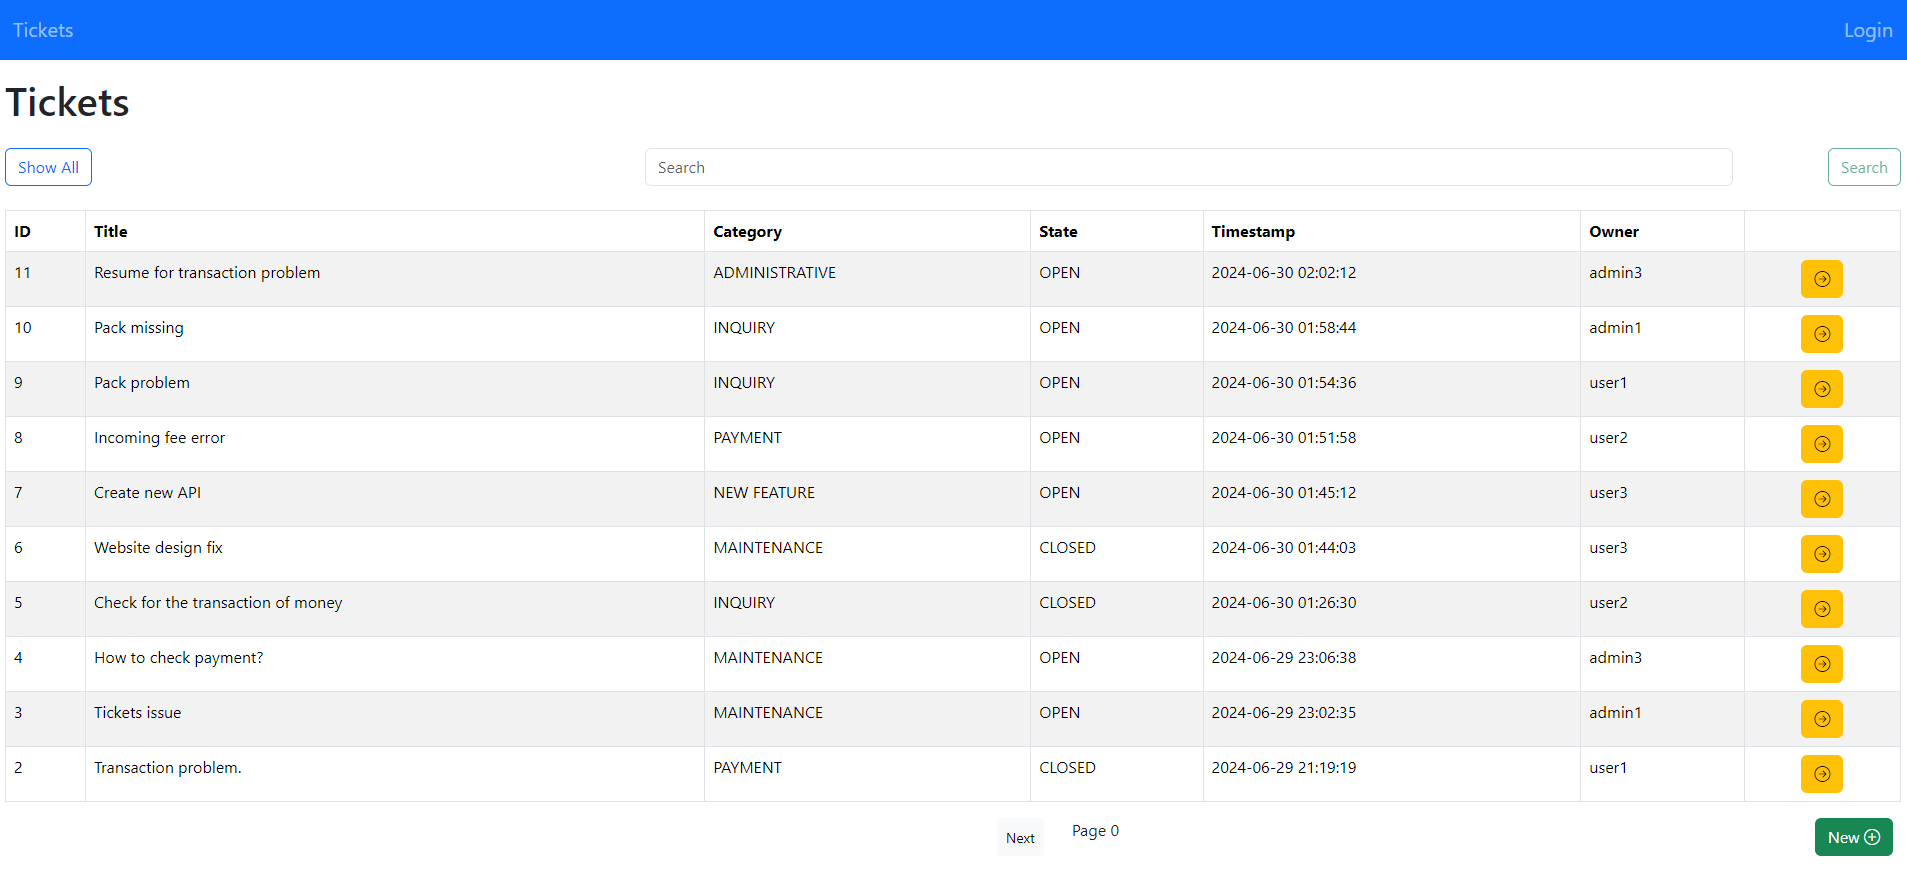 Tickets Login
Tickets
Show All Search Search
ID Title Category State Timestamp Owner
11 Resume for transaction problem ADMINISTRATIVE OPEN 2024-06-30 02:02:12 admin3
10 Pack missing INQUIRY OPEN 2024-06-30 01:58:44 admin1
9 Pack problem INQUIRY OPEN 2024-06-30 01:54:36 user1
8 Incoming fee error PAYMENT OPEN 2024-06-30 01:51:58 user2
7 Create new API NEW FEATURE OPEN 2024-06-30 01:45:12 user3
6 Website design fix MAINTENANCE CLOSED 2024-06-30 01:44:03 user3
5 Check for the transaction of money INQUIRY CLOSED 2024-06-30 01:26:30 user2
4 How to check payment? MAINTENANCE OPEN 2024-06-29 23:06:38 admin3
3 Tickets issue MAINTENANCE OPEN 2024-06-29 23:02:35 admin1
2 Transaction problem. PAYMENT CLOSED 2024-06-29 21:19:19 user1
Next Page 0 New